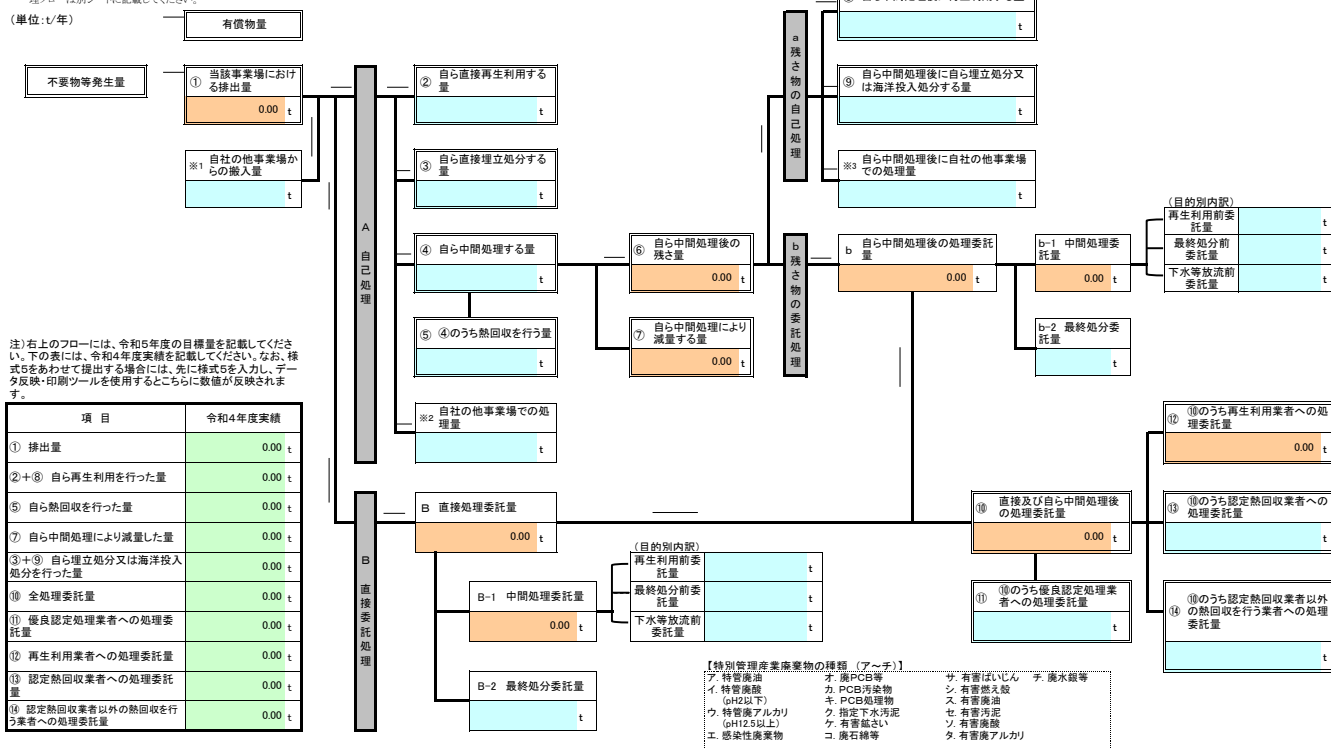 (単位:t/年)
有償物量
不要物等発生量
① 当該事業場におけ
る排出量
0.00 t
※1 自社の他事業場か
らの搬入量
t
A 自己処理
② 自ら直接再生利用する
量
t
③ 自ら直接埋立処分する
量
t
④ 自ら中間処理する量
t
⑤ ④のうち熱回収を行う量
t
※2 自社の他事業場での処
理量
t
⑥ 自ら中間処理後の
残さ量
0.00 t
⑦ 自ら中間処理により
減量する量
0.00 t
a 残さ物の自己処理
t
⑨ 自ら中間処理後に自ら埋立処分又
は海洋投入処分する量
t
※3 自ら中間処理後に自社の他事業場
での処理量
t
b 残さ物の委託処理
b 自ら中間処理後の処理委託
量
0.00 t
b-1 中間処理委
託量
0.00 t
b-2 最終処分委
託量
t
(目的別内訳)
再生利用前委
託量
t
最終処分前
委託量
t
下水等放流前
委託量
t
注)右上のフローには、令和5年度の目標量を記載してくださ
い。下の表には、令和4年度実績を記載してください。なお、様
式5をあわせて提出する場合には、先に様式5を入力し、デー
タ反映・印刷ツールを使用するとこちらに数値が反映されま
す。
項 目 令和4年度実績
① 排出量 0.00 t
②+⑧ 自ら再生利用を行った量 0.00 t
⑤ 自ら熱回収を行った量 0.00 t
⑦ 自ら中間処理により減量した量 0.00 t
③+⑨ 自ら埋立処分又は海洋投入
処分を行った量 0.00 t
⑩ 全処理委託量 0.00 t
⑪ 優良認定処理業者への処理委
託量 0.00 t
⑫ 再生利用業者への処理委託量 0.00 t
⑬ 認定熱回収業者への処理委託
量 0.00 t
⑭ 認定熱回収業者以外の熱回収を行
う業者への処理委託量 0.00 t
B 直接委託処理
B 直接処理委託量
0.00 t
B-1 中間処理委託量
0.00 t
B-2 最終処分委託量
t
(目的別内訳)
再生利用前委
託量
t
最終処分前委
託量
t
下水等放流前
委託量
t
⑩ 直接及び自ら中間処理後
の処理委託量
0.00 t
⑪ ⑩のうち優良認定処理業
者への処理委託量
t
⑫ ⑩のうち再生利用業者への処
理委託量
0.00 t
⑬ ⑩のうち認定熱回収業者への
処理委託量
t
⑭ ⑩のうち認定熱回収業者以外
の熱回収を行う業者への処理
委託量
t
【特別管理産業廃棄物の種類 (ア~チ)】
ア. 特管廃油 オ. 廃PCB等 サ. 有害ばいじん チ. 廃水銀等
イ. 特管廃酸 カ. PCB汚染物 シ. 有害燃え殻
(pH2以下) キ. PCB処理物 ス. 有害廃油
ウ. 特管廃アルカリ ク. 指定下水汚泥 セ. 有害汚泥
(pH12.5以上) ケ. 有害鉱さい ソ. 有害廃酸
エ. 感染性廃棄物 コ. 廃石綿等 タ. 有害廃アルカリ